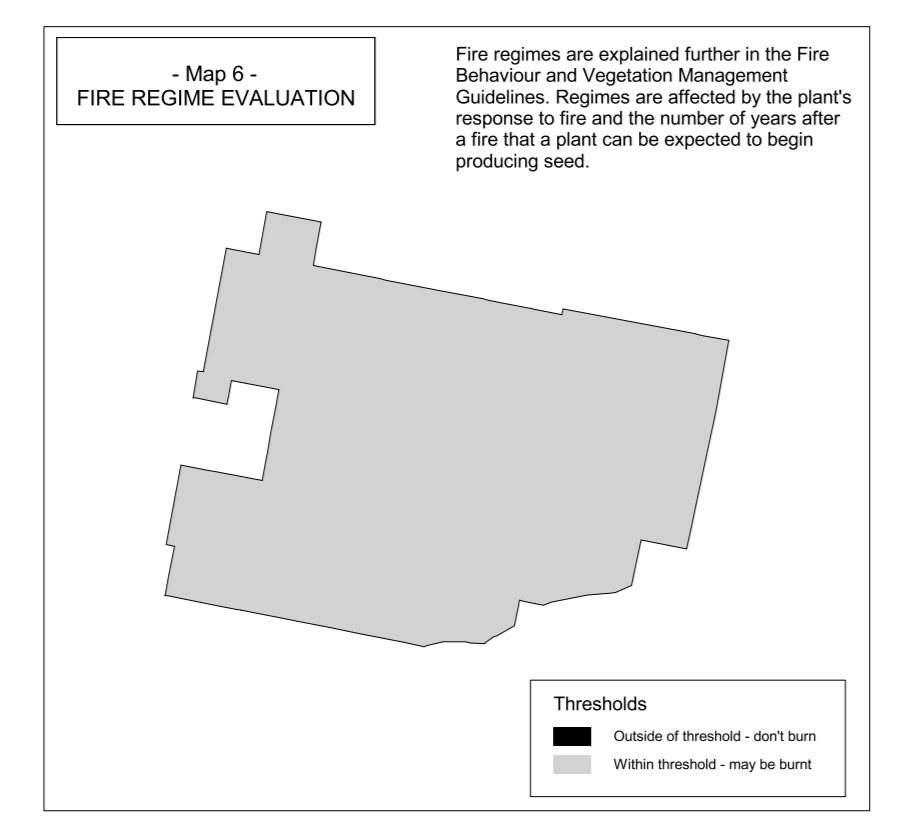 - Map 6 -
FIRE REGIME EVALUATION
Fire regimes are explained further in the Fire
Behaviour and Vegetation Management
Guidelines. Regimes are affected by the plant's
response to fire and the number of years after
a fire that a plant can be expected to begin
producing seed.
Thresholds
Outside of threshold - don't burn
Within threshold - may be burnt